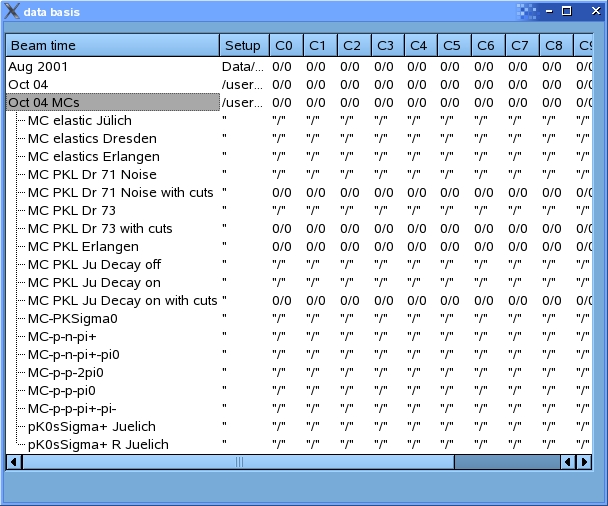 data basis
Beam time Setup C0 C1 C2 C3 C4 C5 C6 C7 C8 C9
Aug 2001 Data/... 0/0 0/0 0/0 0/0 0/0 0/0 0/0 0/0 0/0 0/0
Oct 04 /user... 0/0 0/0 0/0 0/0 0/0 0/0 0/0 0/0 0/0 0/0
Oct 04 MCs /user... 0/0 0/0 0/0 0/0 0/0 0/0 0/0 0/0 0/0 0/0
MC elastic Jülich " "/" "/" "/" "/" "/" "/" "/" "/" "/" "/"
MC elastics Dresden " "/" "/" "/" "/" "/" "/" "/" "/" "/" "/"
MC elastics Erlangen " "/" "/" "/" "/" "/" "/" "/" "/" "/" "/"
MC PKL Dr 71 Noise " "/" "/" "/" "/" "/" "/" "/" "/" "/" "/"
MC PKL Dr 71 Noise with cuts " 0/0 0/0 0/0 0/0 0/0 0/0 0/0 0/0 0/0 0/0
MC PKL Dr 73 " "/" "/" "/" "/" "/" "/" "/" "/" "/" "/"
MC PKL Dr 73 with cuts " 0/0 0/0 0/0 0/0 0/0 0/0 0/0 0/0 0/0 0/0
MC PKL Erlangen " 0/0 0/0 0/0 0/0 0/0 0/0 0/0 0/0 0/0 0/0
MC PKL Ju Decay off " "/" "/" "/" "/" "/" "/" "/" "/" "/" "/"
MC PKL Ju Decay on " "/" "/" "/" "/" "/" "/" "/" "/" "/" "/"
MC PKL Ju Decay on with cuts " 0/0 0/0 0/0 0/0 0/0 0/0 0/0 0/0 0/0 0/0
MC-PKSigma0 " "/" "/" "/" "/" "/" "/" "/" "/" "/" "/"
MC-p-n-pi+ " "/" "/" "/" "/" "/" "/" "/" "/" "/" "/"
MC-p-n-pi+-pi0 " "/" "/" "/" "/" "/" "/" "/" "/" "/" "/"
MC-p-p-2pi0 " "/" "/" "/" "/" "/" "/" "/" "/" "/" "/"
MC-p-p-pi0 " "/" "/" "/" "/" "/" "/" "/" "/" "/" "/"
MC-p-p-pi+-pi- " "/" "/" "/" "/" "/" "/" "/" "/" "/" "/"
pK0sSigma+ Juelich " "/" "/" "/" "/" "/" "/" "/" "/" "/" "/"
pK0sSigma+ R Juelich " "/" "/" "/" "/" "/" "/" "/" "/" "/" "/"